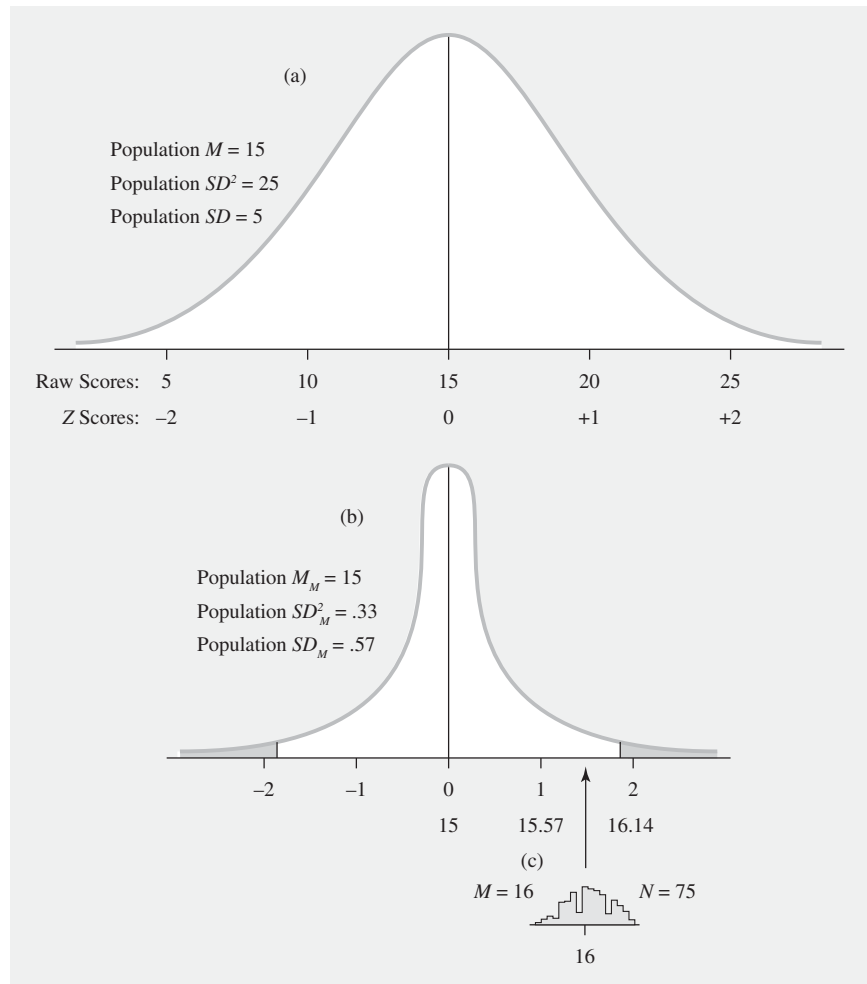 (a)
Population M = 15
Population SD² = 25
Population SD = 5
Raw Scores: 5 10 15 20 25
Z Scores: –2 –1 0 +1 +2
(b)
Population M_M = 15
Population SD²_M = .33
Population SD_M = .57
–2 –1 0 1 2
15 15.57 16.14
(c)
M = 16 N = 75
16